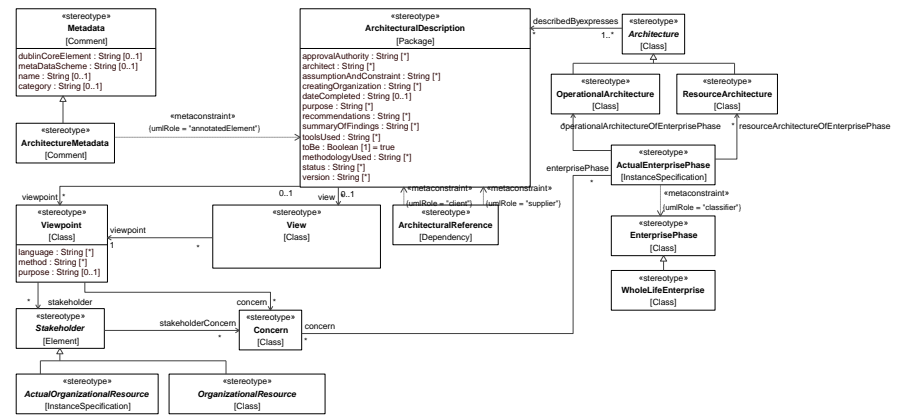 «stereotype»
Metadata
[Comment]
dublinCoreElement : String [0..1]
metaDataScheme : String [0..1]
name : String [0..1]
category : String [0..1]
«stereotype»
ArchitectureMetadata
[Comment]
«metaconstraint»
(umlRole = "annotatedElement")
«stereotype»
ArchitecturalDescription
[Package]
approvalAuthority : String [*]
architect : String [*]
assumptionAndConstraint : String [*]
creatingOrganization : String [*]
dateCompleted : String [0..1]
purpose : String [*]
recommendations : String [*]
summaryOfFindings : String [*]
toolsUsed : String [*]
toBe : Boolean [1] = true
methodologyUsed : String [*]
status : String [*]
version : String [*]
describedByexpresses
* 1..*
«stereotype»
Architecture
[Class]
«stereotype»
OperationalArchitecture
[Class]
«stereotype»
ResourceArchitecture
[Class]
operationalArchitectureOfEnterprisePhase
* resourceArchitectureOfEnterprisePhase
«stereotype»
ActualEnterprisePhase
[InstanceSpecification]
enterprisePhase
*
«metaconstraint»
(umlRole = "classifier")
«stereotype»
EnterprisePhase
[Class]
«stereotype»
WholeLifeEnterprise
[Class]
viewpoint *
0..1
view * 0..1
«metaconstraint»
(umlRole = "client")
«metaconstraint»
(umlRole = "supplier")
«stereotype»
Viewpoint
[Class]
language : String [*]
method : String [*]
purpose : String [0..1]
viewpoint
1 *
«stereotype»
View
[Class]
«stereotype»
ArchitecturalReference
[Dependency]
* stakeholder
concern *
«stereotype»
Stakeholder
[Element]
stakeholderConcern
*
«stereotype»
Concern
[Class]
concern
*
«stereotype»
ActualOrganizationalResource
[InstanceSpecification]
«stereotype»
OrganizationalResource
[Class]